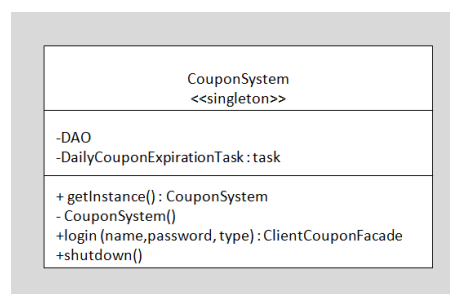 CouponSystem
<<singleton>>
-DAO
-DailyCouponExpirationTask : task
+ getInstance() : CouponSystem
- CouponSystem()
+login (name,password, type) : ClientCouponFacade
+shutdown()